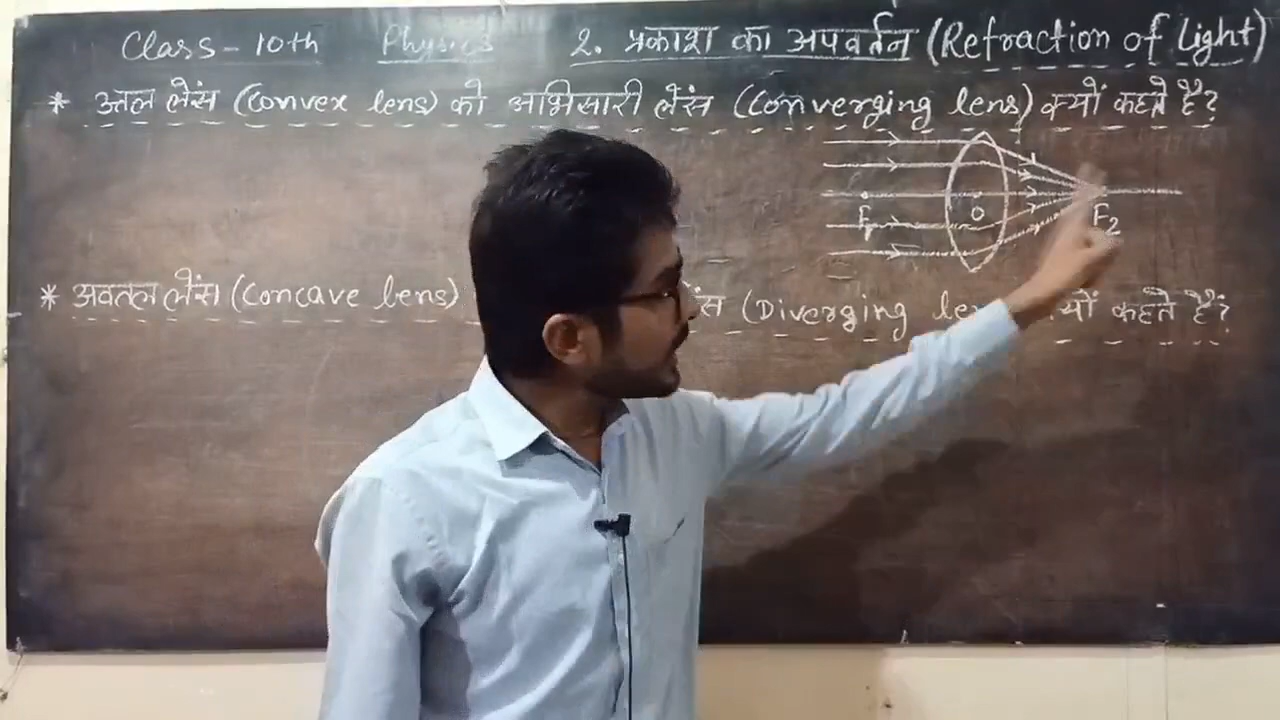 Class - 10th Physics 2. प्रकाश का अपवर्तन (Refraction of Light)
* उत्तल लेंस (Convex lens) को अभिसारी लेंस (Converging lens) क्यों कहते है?
F1 O F2
* अवतल लेंस (Concave lens) (Diverging कहते है?